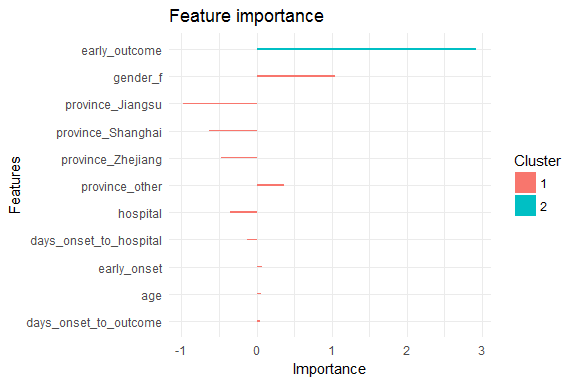 Feature importance
early_outcome
gender_f
province_Jiangsu
province_Shanghai
province_Zhejiang
province_other
hospital
days_onset_to_hospital
early_onset
age
days_onset_to_outcome
Features
-1 0 1 2 3
Importance
Cluster
1
2